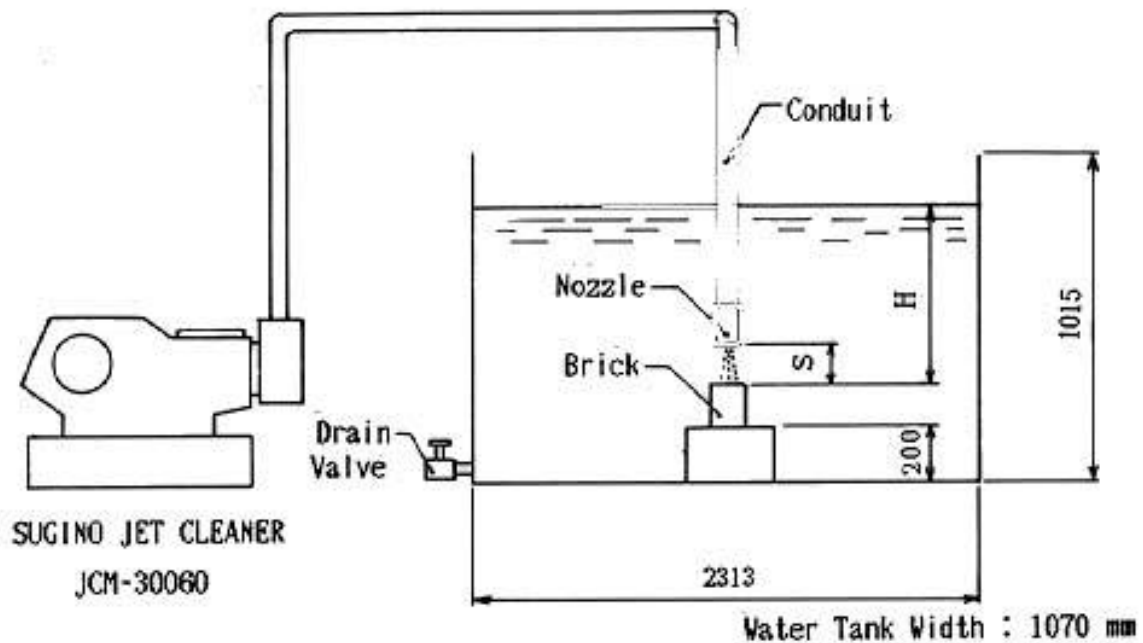 Conduit
Nozzle
Brick
H
S
1015
200
Drain
Valve
SUGINO JET CLEANER
JCM-30060
2313
Water Tank Width : 1070 mm